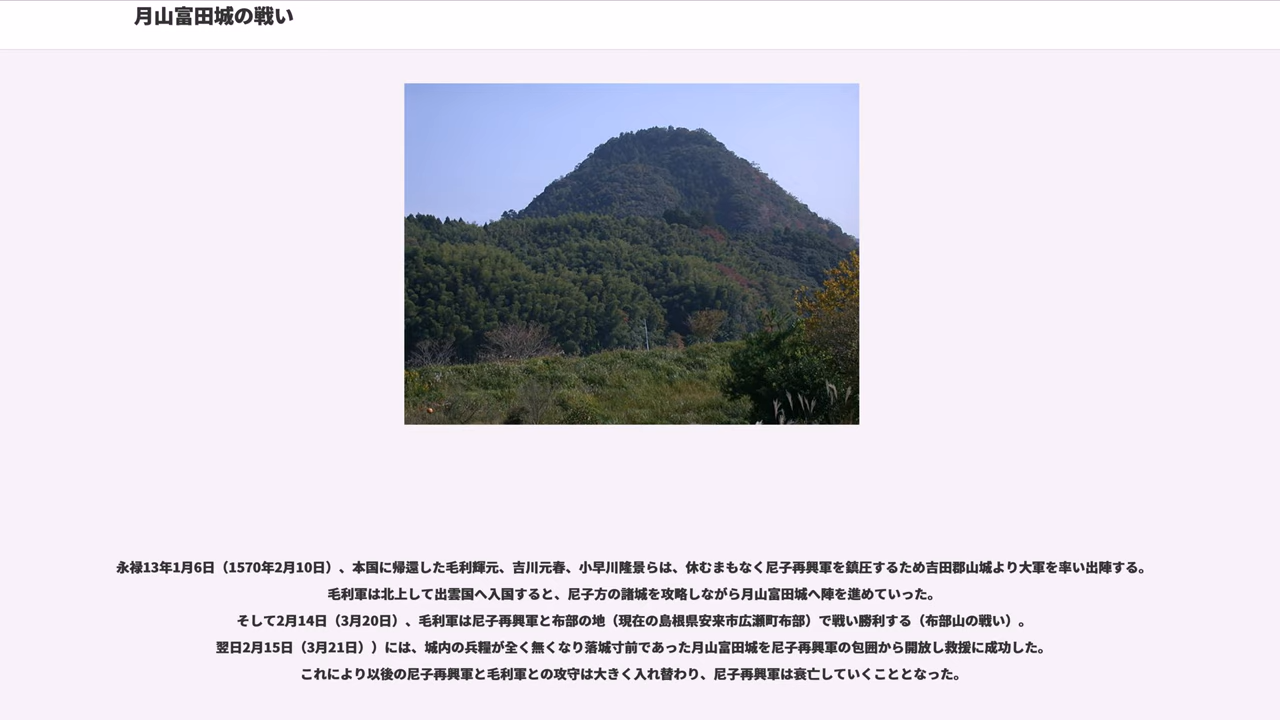 月山富田城の戦い
永禄13年1月6日（1570年2月10日）、本国に帰還した毛利輝元、吉川元春、小早川隆景らは、休むまもなく尼子再興軍を鎮圧するため吉田郡山城より大軍を率い出陣する。
毛利軍は北上して出雲国へ入国すると、尼子方の諸城を攻略しながら月山富田城へ陣を進めていった。
そして2月14日（3月20日）、毛利軍は尼子再興軍と布部の地（現在の島根県安来市広瀬町布部）で戦い勝利する（布部山の戦い）。
翌日2月15日（3月21日））には、城内の兵糧が全く無くなり落城寸前であった月山富田城を尼子再興軍の包囲から開放し救援に成功した。
これにより以後の尼子再興軍と毛利軍との攻守は大きく入れ替わり、尼子再興軍は衰亡していくこととなった。